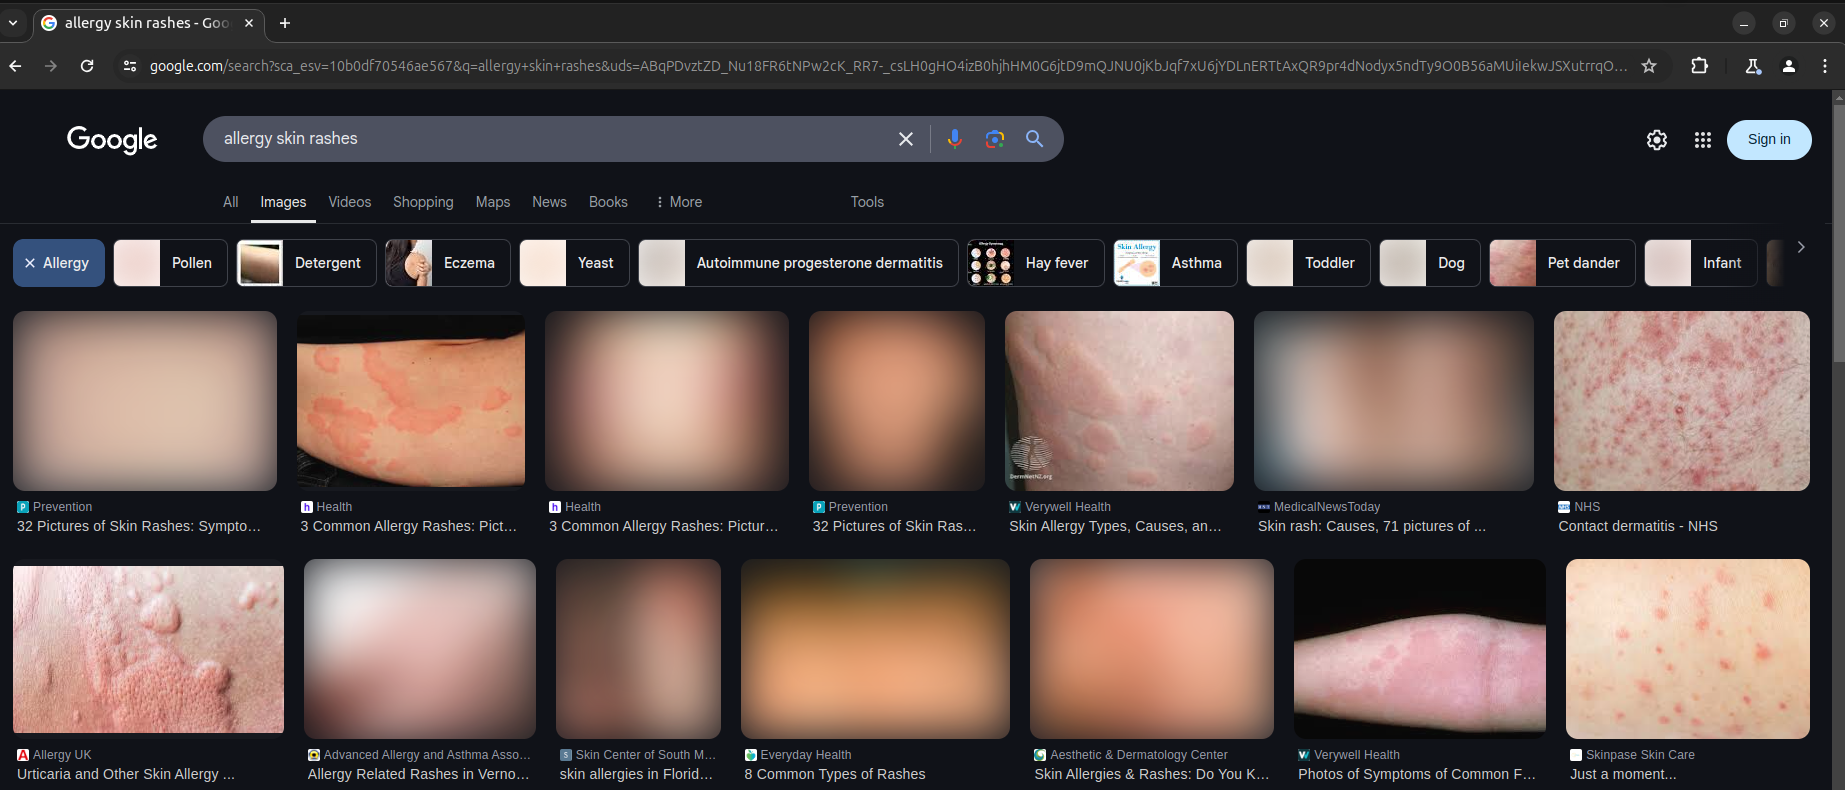 allergy skin rashes - Goo
google.com/search?sca_esv=10b0df70546ae567&q=allergy+skin+rashes&uds=ABqPDvztZD_Nu18FR6tNPw2cK_RR7-_csLH0gHO4izB0hjhHM0G6jtD9mQJNU0jKbJqf7xU6jYDLnERTtAxQR9pr4dNodyx5ndTy9O0B56aMUiIekwJSXutrrqO...
Google
allergy skin rashes
Sign in
All Images Videos Shopping Maps News Books More Tools
Allergy Pollen Detergent Eczema Yeast Autoimmune progesterone dermatitis Hay fever Asthma Toddler Dog Pet dander Infant
Skin Allergy
DermNetNZ.org
Prevention Health Health Prevention Verywell Health MedicalNewsToday NHS
32 Pictures of Skin Rashes: Sympto... 3 Common Allergy Rashes: Pict... 3 Common Allergy Rashes: Pictur... 32 Pictures of Skin Ras... Skin Allergy Types, Causes, an... Skin rash: Causes, 71 pictures of ... Contact dermatitis - NHS
Allergy UK Advanced Allergy and Asthma Asso... Skin Center of South M... Everyday Health Aesthetic & Dermatology Center Verywell Health Skinpase Skin Care
Urticaria and Other Skin Allergy ... Allergy Related Rashes in Verno... skin allergies in Florid... 8 Common Types of Rashes Skin Allergies & Rashes: Do You K... Photos of Symptoms of Common F... Just a moment...